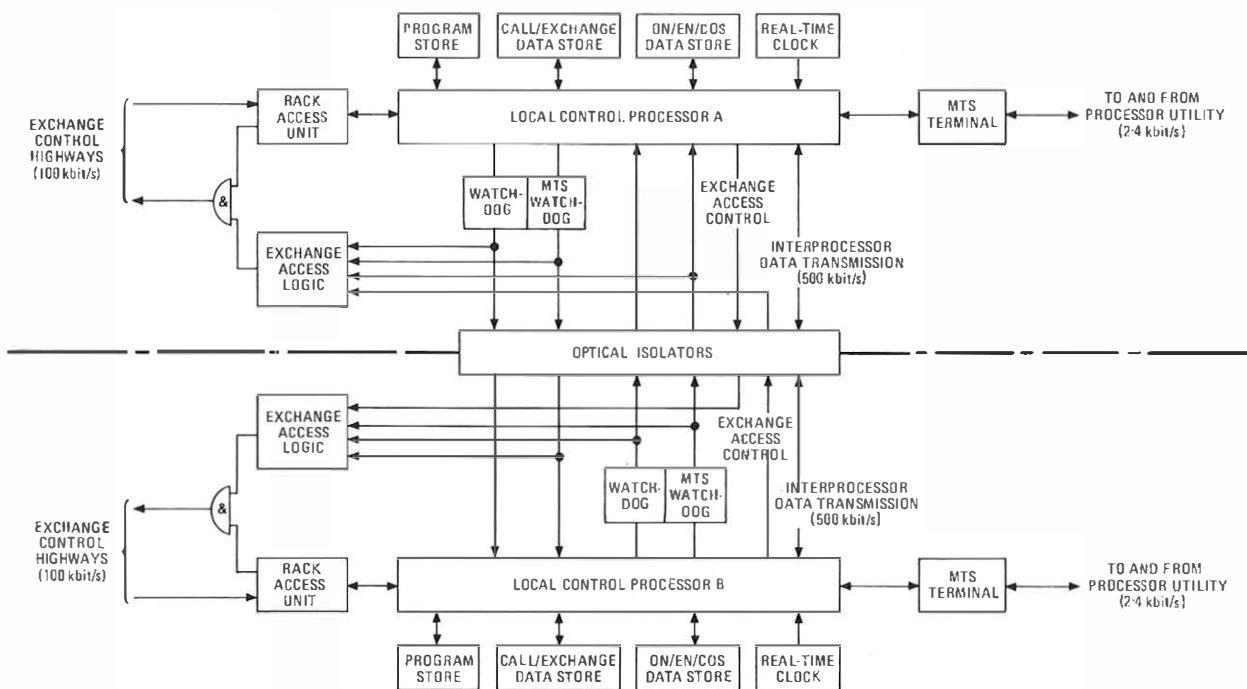 PROGRAM
STORE
CALL/EXCHANGE
DATA STORE
DN/EN/COS
DATA STORE
REAL-TIME
CLOCK
EXCHANGE
CONTROL
HIGHWAYS
(100 kbit/s)
RACK
ACCESS
UNIT
LOCAL CONTROL PROCESSOR A
MTS
TERMINAL
TO AND FROM
PROCESSOR UTILITY
(2·4 kbit/s)
&
WATCH-
DOG
MTS
WATCH-
DOG
EXCHANGE
ACCESS
CONTROL
EXCHANGE
ACCESS
LOGIC
INTERPROCESSOR
DATA TRANSMISSION
(500 kbit/s)
OPTICAL ISOLATORS
EXCHANGE
ACCESS
LOGIC
EXCHANGE
ACCESS
CONTROL
&
WATCH-
DOG
MTS
WATCH-
DOG
INTERPROCESSOR
DATA TRANSMISSION
(500 kbit/s)
EXCHANGE
CONTROL
HIGHWAYS
(100 kbit/s)
RACK
ACCESS
UNIT
LOCAL CONTROL PROCESSOR B
MTS
TERMINAL
TO AND FROM
PROCESSOR UTILITY
(2·4 kbit/s)
PROGRAM
STORE
CALL/EXCHANGE
DATA STORE
DN/EN/COS
DATA STORE
REAL-TIME
CLOCK